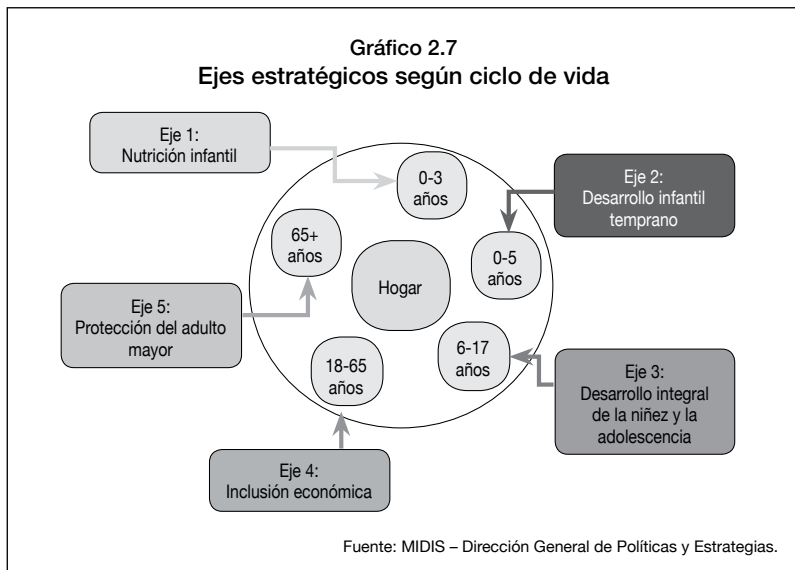 Gráfico 2.7
Ejes estratégicos según ciclo de vida
Eje 1:
Nutrición infantil
0-3
años
Eje 2:
Desarrollo infantil
temprano
65+
años
0-5
años
Hogar
Eje 5:
Protección del adulto
mayor
18-65
años
6-17
años
Eje 3:
Desarrollo integral
de la niñez y la
adolescencia
Eje 4:
Inclusión económica
Fuente: MIDIS – Dirección General de Políticas y Estrategias.